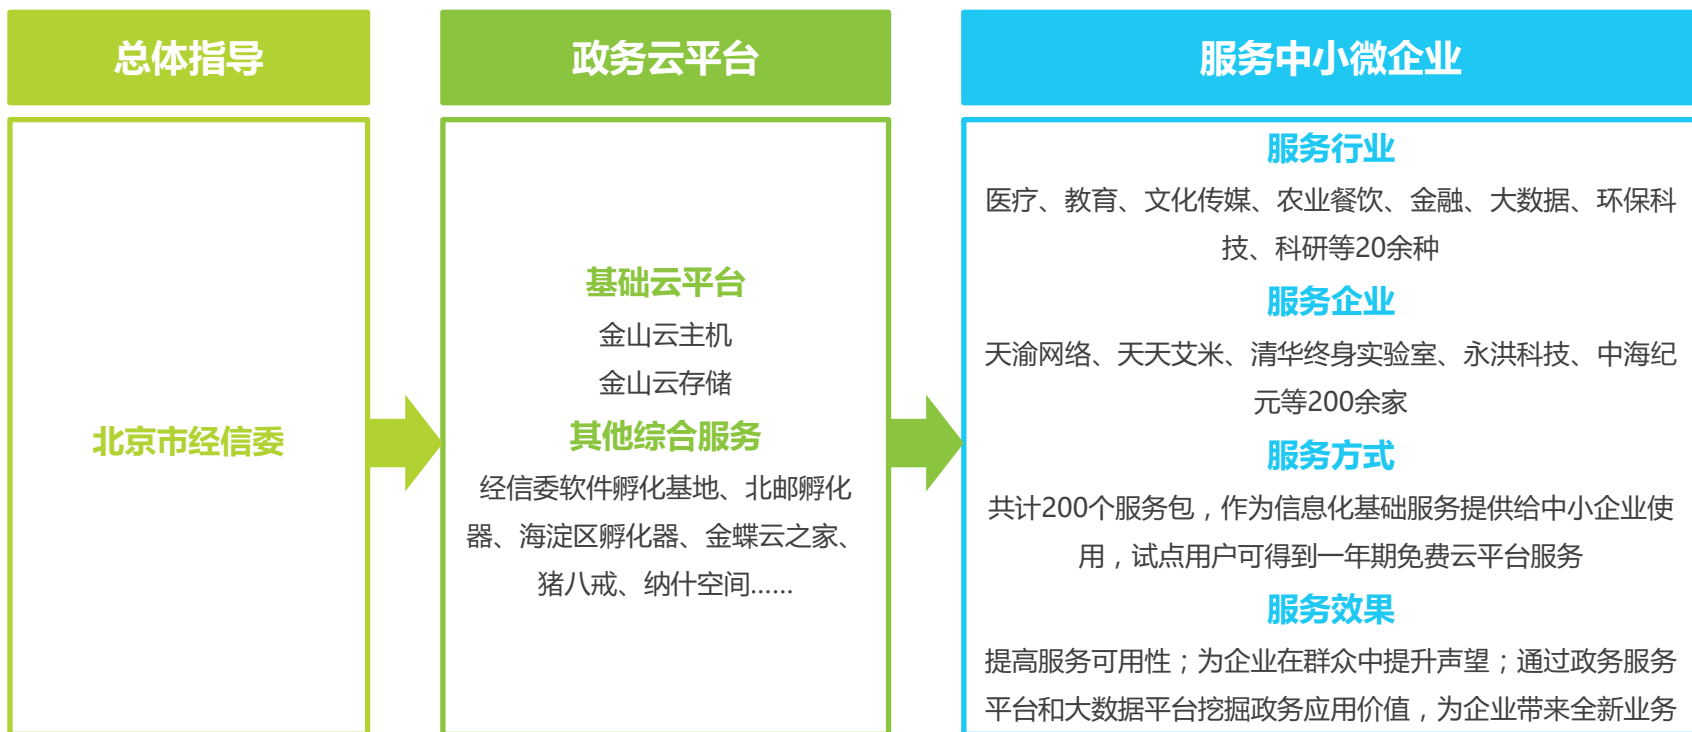 总体指导
北京市经信委
政务云平台
基础云平台
金山云主机
金山云存储
其他综合服务
经信委软件孵化基地、北邮孵化
器、海淀区孵化器、金蝶云之家、
猪八戒、纳什空间......
服务中小微企业
服务行业
医疗、教育、文化传媒、农业餐饮、金融、大数据、环保科
技、科研等20余种
服务企业
天渝网络、天天艾米、清华终身实验室、永洪科技、中海纪
元等200余家
服务方式
共计200个服务包，作为信息化基础服务提供给中小企业使
用，试点用户可得到一年期免费云平台服务
服务效果
提高服务可用性；为企业在群众中提升声望；通过政务服务
平台和大数据平台挖掘政务应用价值，为企业带来全新业务